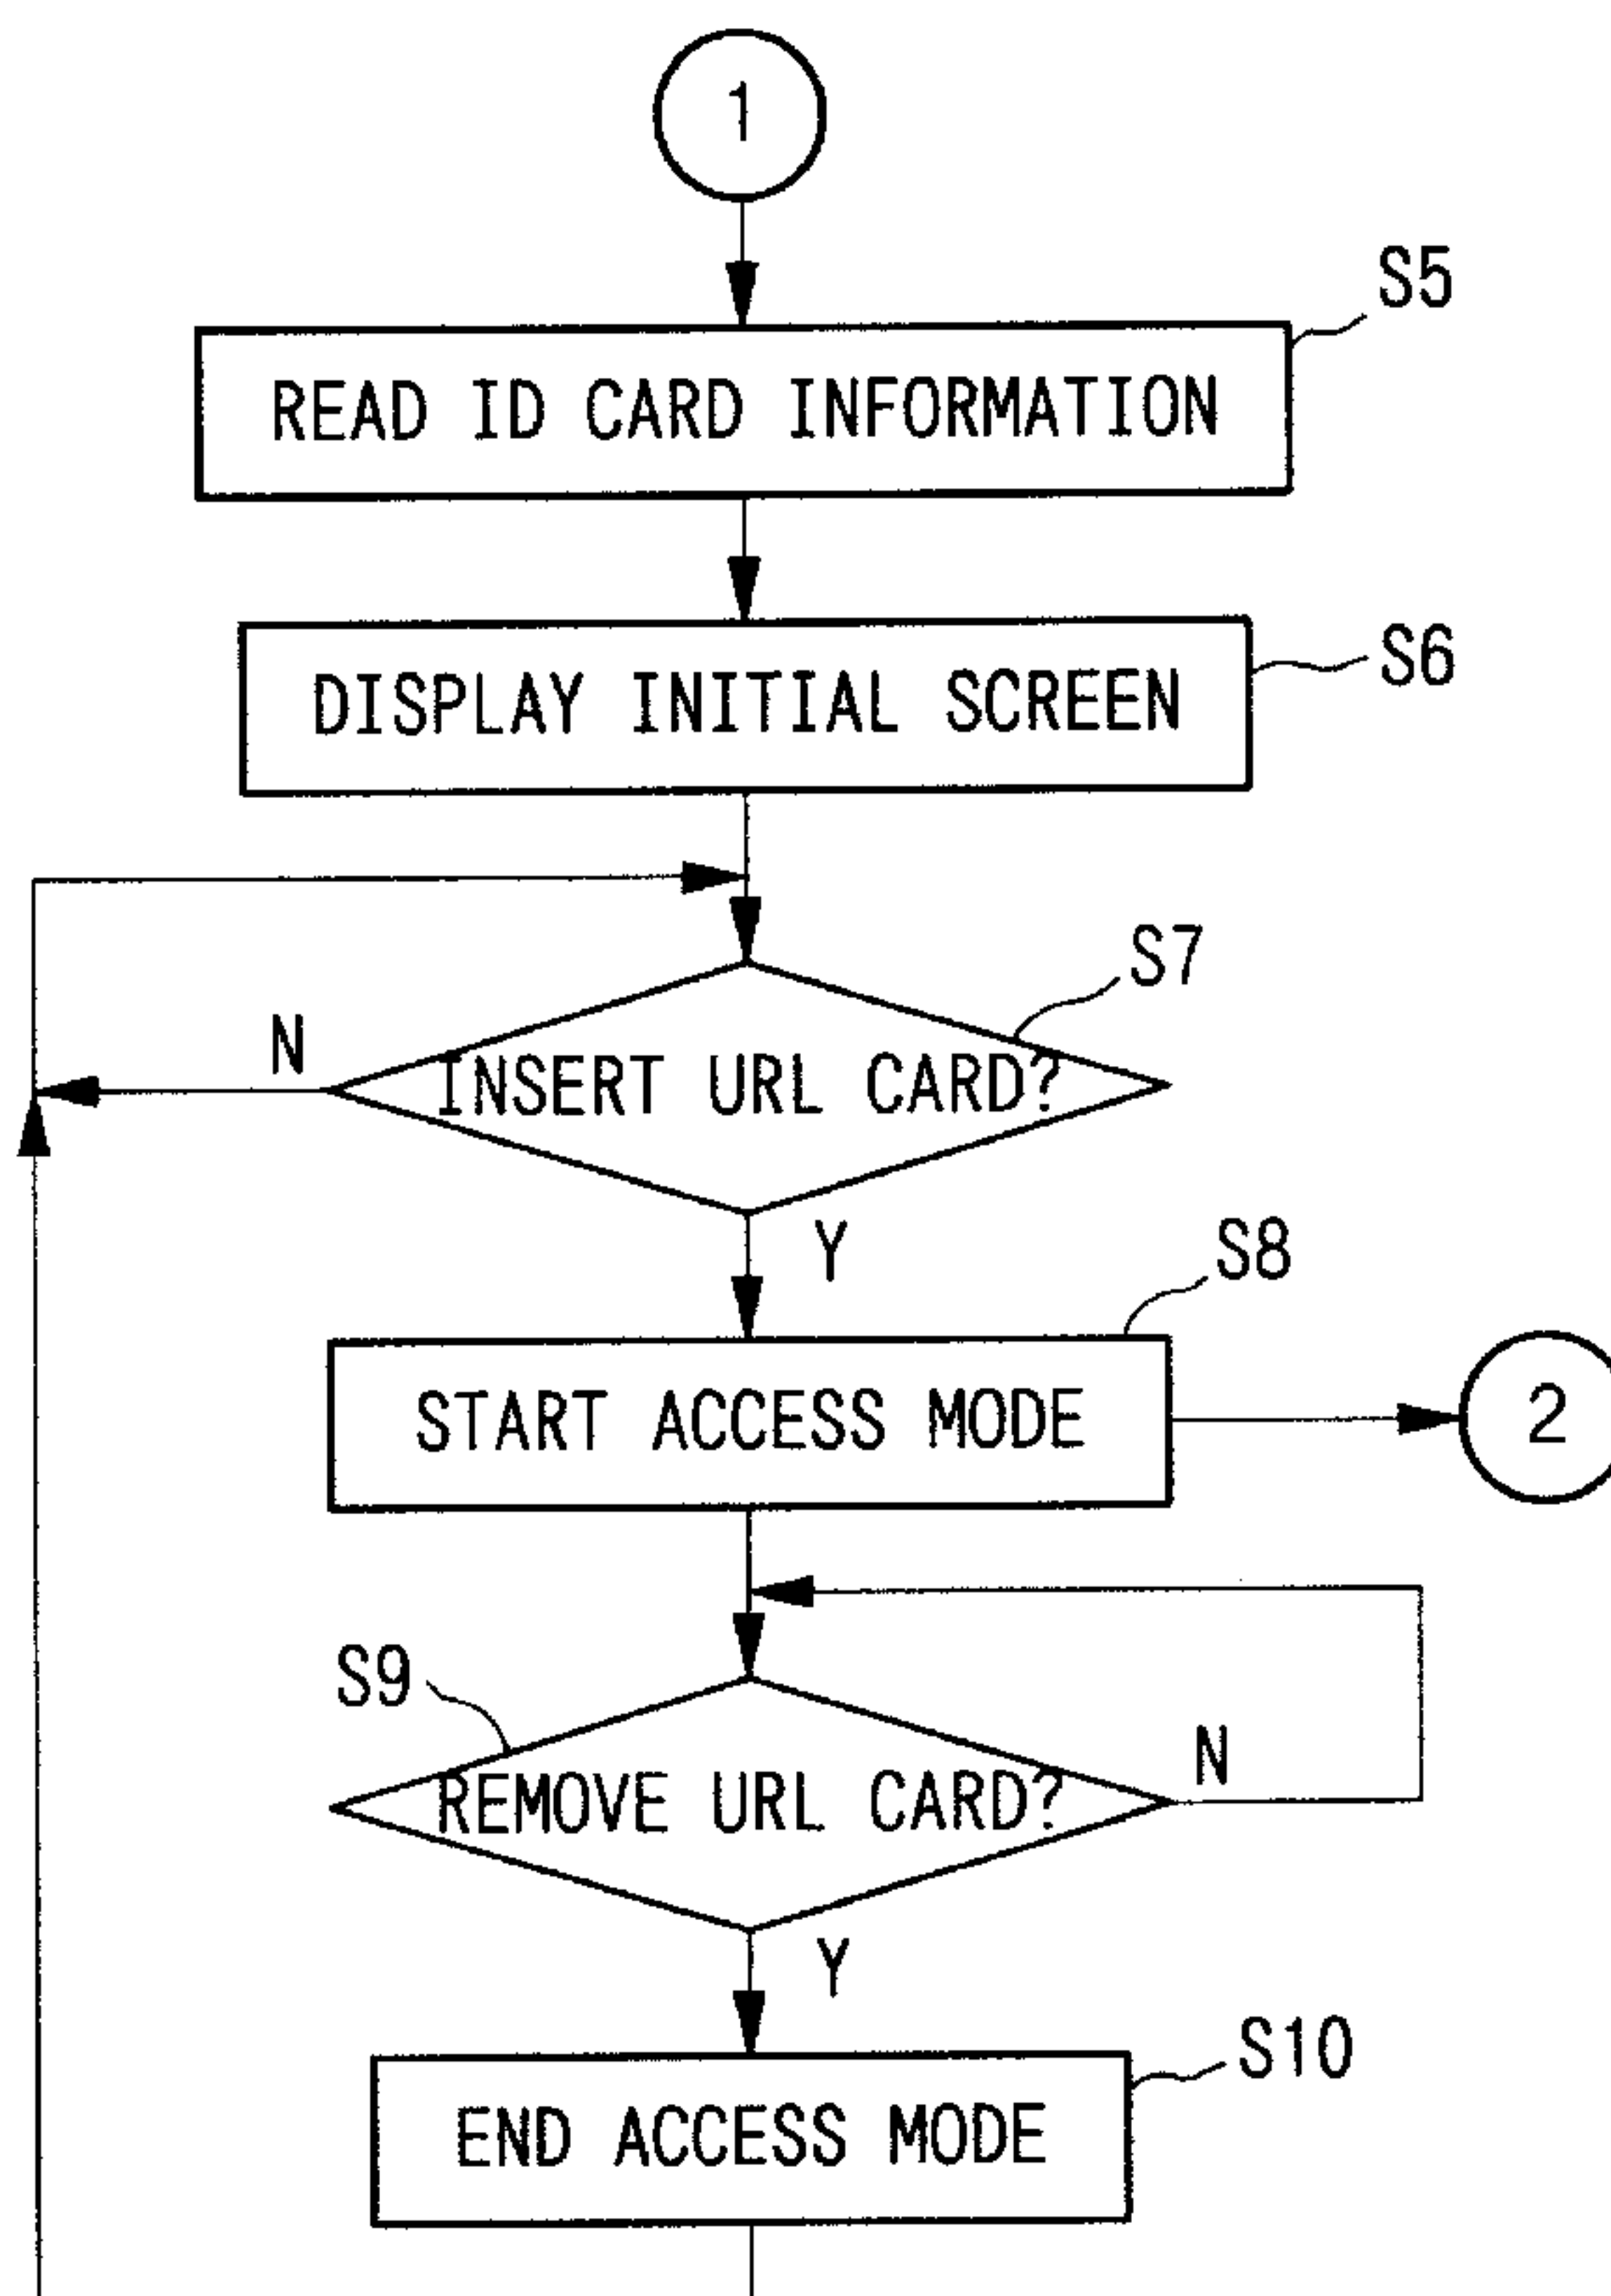 1
S5
READ ID CARD INFORMATION
S6
DISPLAY INITIAL SCREEN
S7
N
INSERT URL CARD?
Y
S8
START ACCESS MODE
2
S9
N
REMOVE URL CARD?
Y
S10
END ACCESS MODE